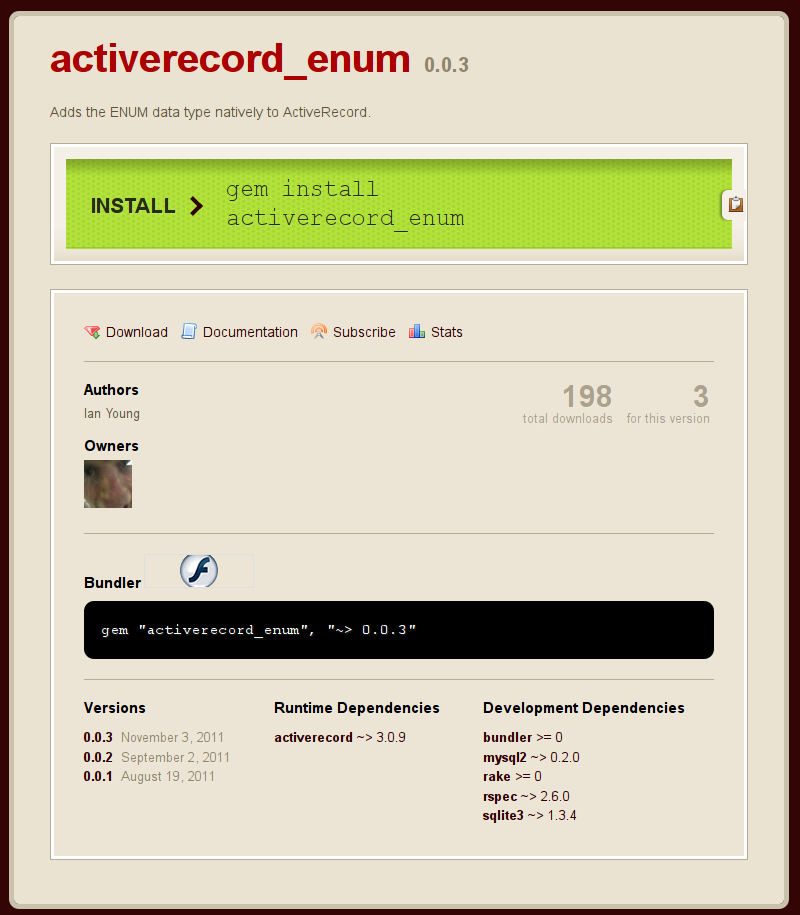 activerecord_enum 0.0.3
Adds the ENUM data type natively to ActiveRecord.
INSTALL
gem install
activerecord_enum
Download Documentation Subscribe Stats
Authors
Ian Young
198
total downloads
3
for this version
Owners
Bundler
gem "activerecord_enum", "~> 0.0.3"
Versions
0.0.3 November 3, 2011
0.0.2 September 2, 2011
0.0.1 August 19, 2011
Runtime Dependencies
activerecord ~> 3.0.9
Development Dependencies
bundler >= 0
mysql2 ~> 0.2.0
rake >= 0
rspec ~> 2.6.0
sqlite3 ~> 1.3.4